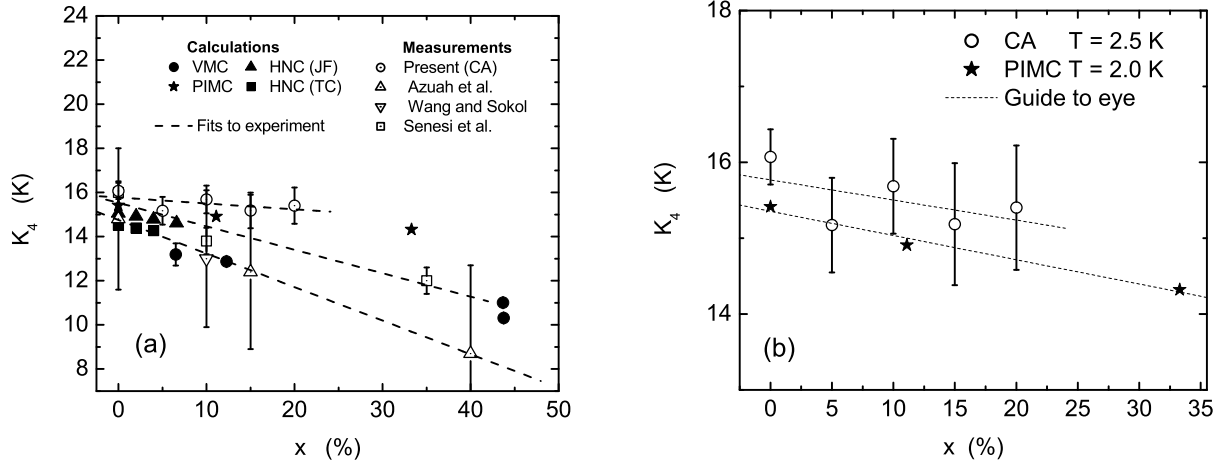 24
22
20
18
16
14
12
10
8
K4 (K)
Calculations
VMC
HNC (JF)
PIMC
HNC (TC)
Fits to experiment
Measurements
Present (CA)
Azuah et al.
Wang and Sokol
Senesi et al.
(a)
0 10 20 30 40 50
x (%)
18
16
14
K4 (K)
CA T = 2.5 K
PIMC T = 2.0 K
Guide to eye
(b)
0 5 10 15 20 25 30 35
x (%)